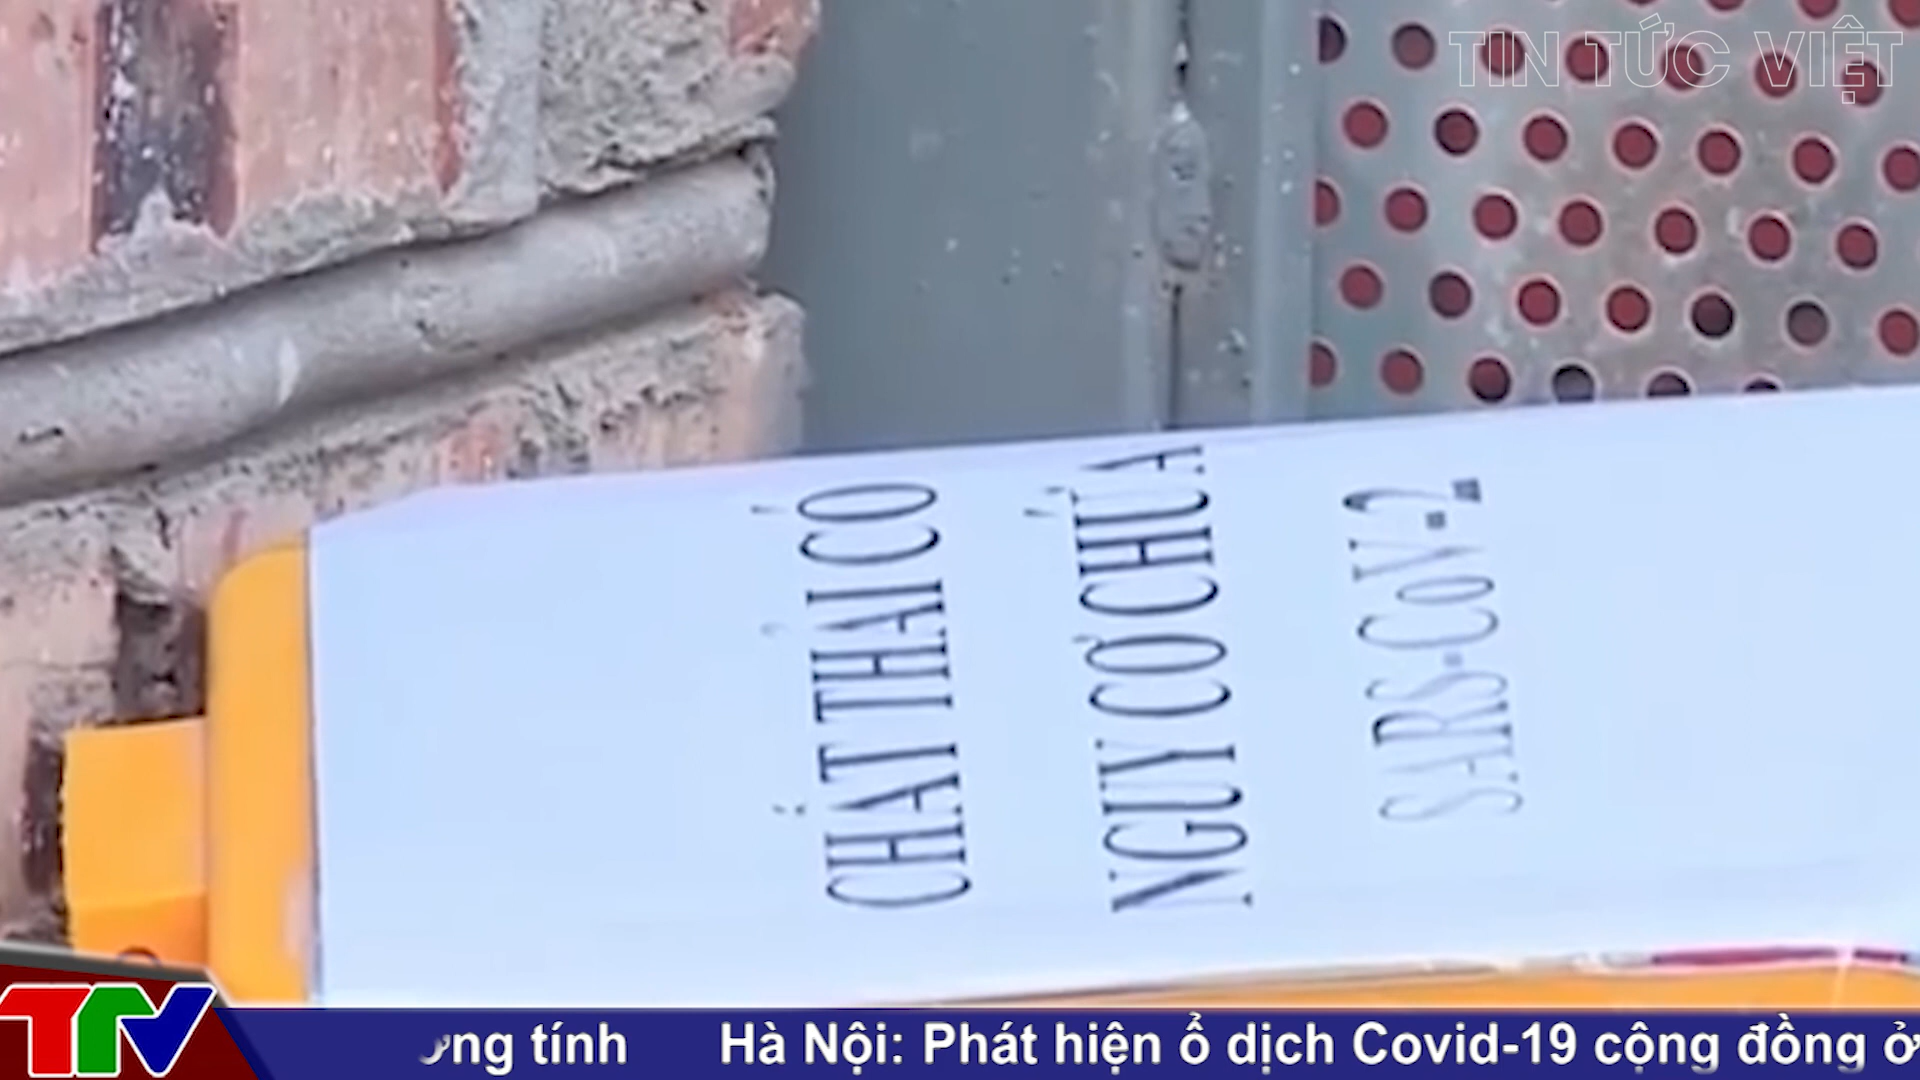 TIN TỨC VIỆT
CHẤT THẢI CÓ
NGUY CƠ CHỨA
SARS-CoV-2
TTV
ơng tính Hà Nội: Phát hiện ổ dịch Covid-19 cộng đồng ở